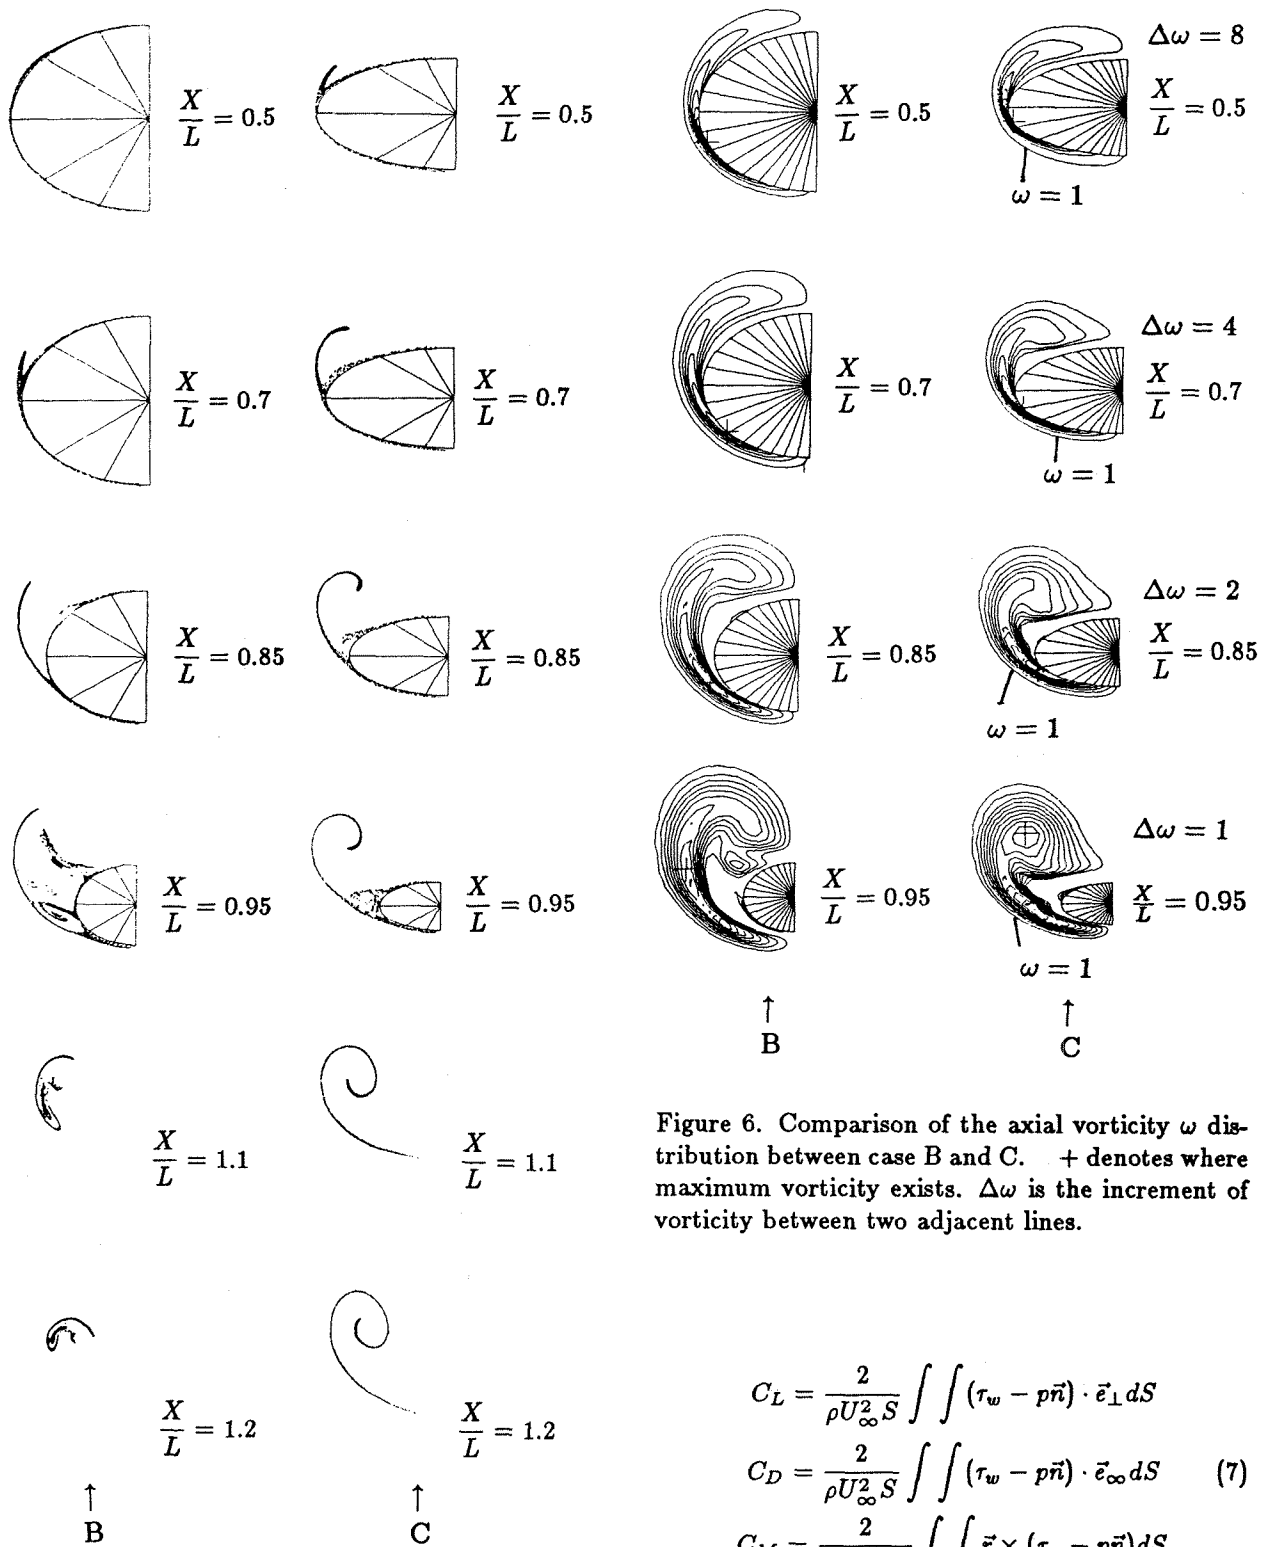 X/L = 0.5
X/L = 0.5
X/L = 0.7
X/L = 0.7
X/L = 0.85
X/L = 0.85
X/L = 0.95
X/L = 0.95
X/L = 1.1
X/L = 1.1
X/L = 1.2
X/L = 1.2
↑ ↑
B C
Δω = 8
X/L = 0.5
X/L = 0.5
ω = 1
Δω = 4
X/L = 0.7
X/L = 0.7
ω = 1
Δω = 2
X/L = 0.85
X/L = 0.85
ω = 1
Δω = 1
X/L = 0.95
X/L = 0.95
ω = 1
↑ ↑
B C
Figure 6. Comparison of the axial vorticity ω dis-
tribution between case B and C. + denotes where
maximum vorticity exists. Δω is the increment of
vorticity between two adjacent lines.
C_L = 2/(ρU²_∞ S) ∫∫ (τ_w − pn⃗) · e⃗_⊥ dS
C_D = 2/(ρU²_∞ S) ∫∫ (τ_w − pn⃗) · e⃗_∞ dS (7)